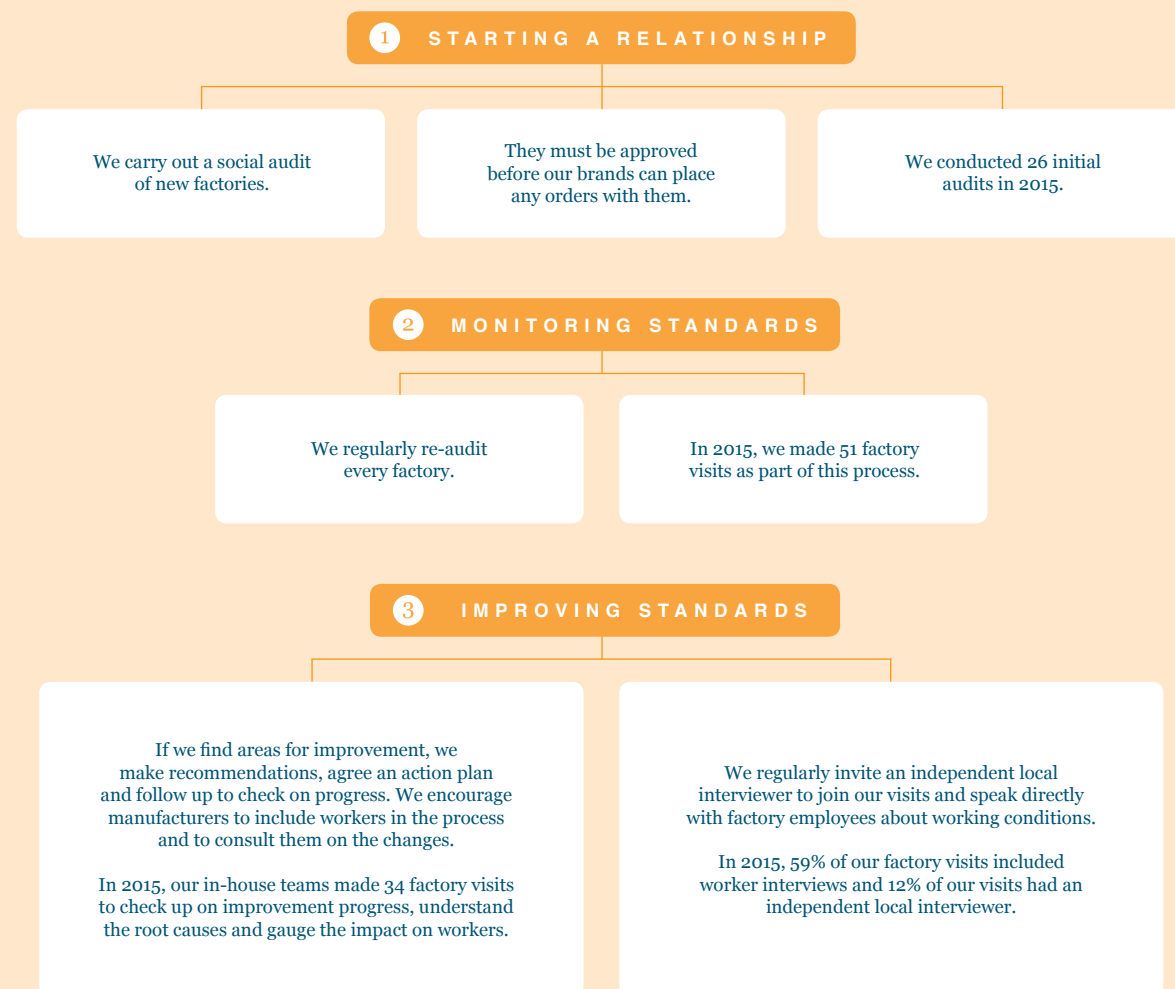 1 STARTING A RELATIONSHIP
We carry out a social audit
of new factories.
They must be approved
before our brands can place
any orders with them.
We conducted 26 initial
audits in 2015.
2 MONITORING STANDARDS
We regularly re-audit
every factory.
In 2015, we made 51 factory
visits as part of this process.
3 IMPROVING STANDARDS
If we find areas for improvement, we
make recommendations, agree an action plan
and follow up to check on progress. We encourage
manufacturers to include workers in the process
and to consult them on the changes.
In 2015, our in-house teams made 34 factory visits
to check up on improvement progress, understand
the root causes and gauge the impact on workers.
We regularly invite an independent local
interviewer to join our visits and speak directly
with factory employees about working conditions.
In 2015, 59% of our factory visits included
worker interviews and 12% of our visits had an
independent local interviewer.